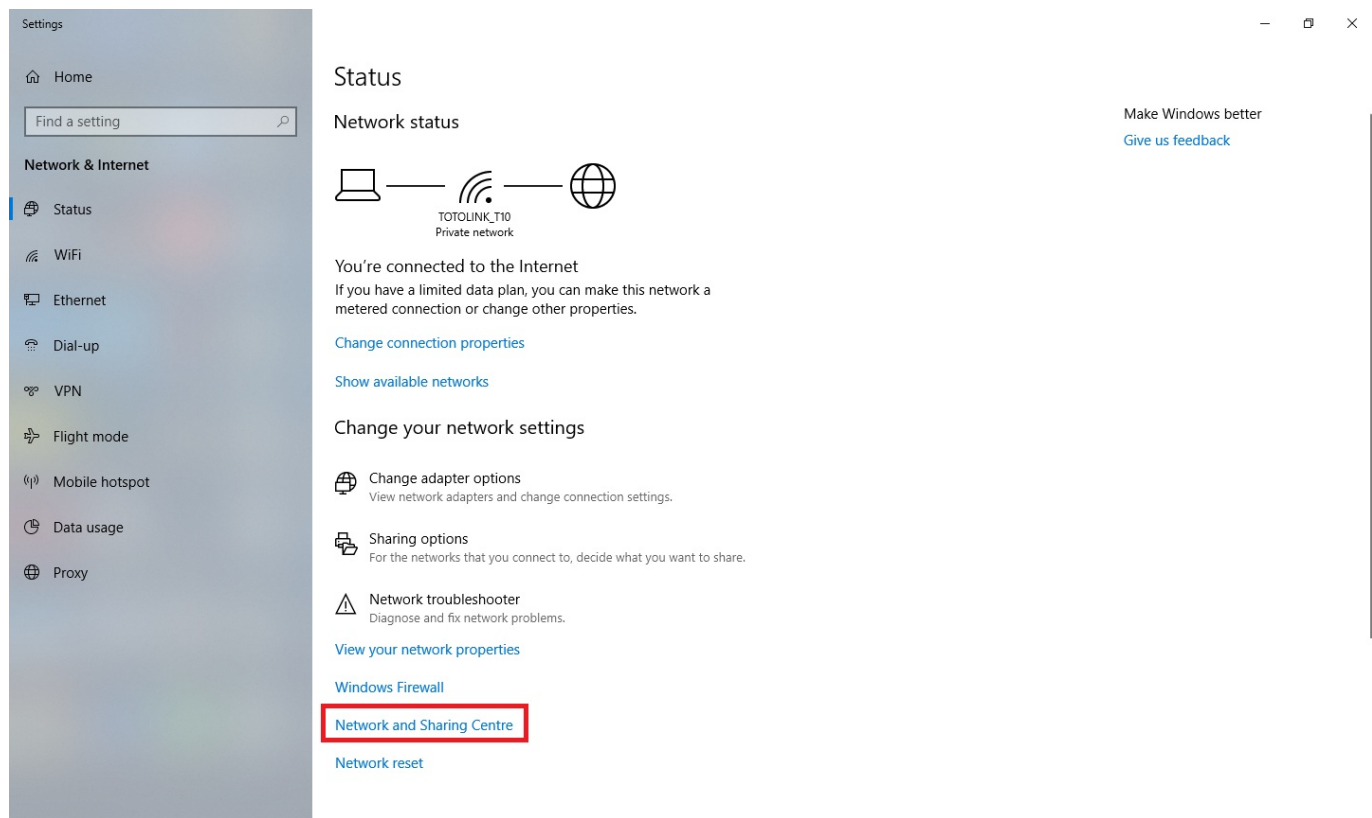 Settings
Home
Find a setting
Network & Internet
Status
WiFi
Ethernet
Dial-up
VPN
Flight mode
Mobile hotspot
Data usage
Proxy
Status
Network status
TOTOLINK_T10
Private network
You're connected to the Internet
If you have a limited data plan, you can make this network a
metered connection or change other properties.
Change connection properties
Show available networks
Change your network settings
Change adapter options
View network adapters and change connection settings.
Sharing options
For the networks that you connect to, decide what you want to share.
Network troubleshooter
Diagnose and fix network problems.
View your network properties
Windows Firewall
Network and Sharing Centre
Network reset
Make Windows better
Give us feedback